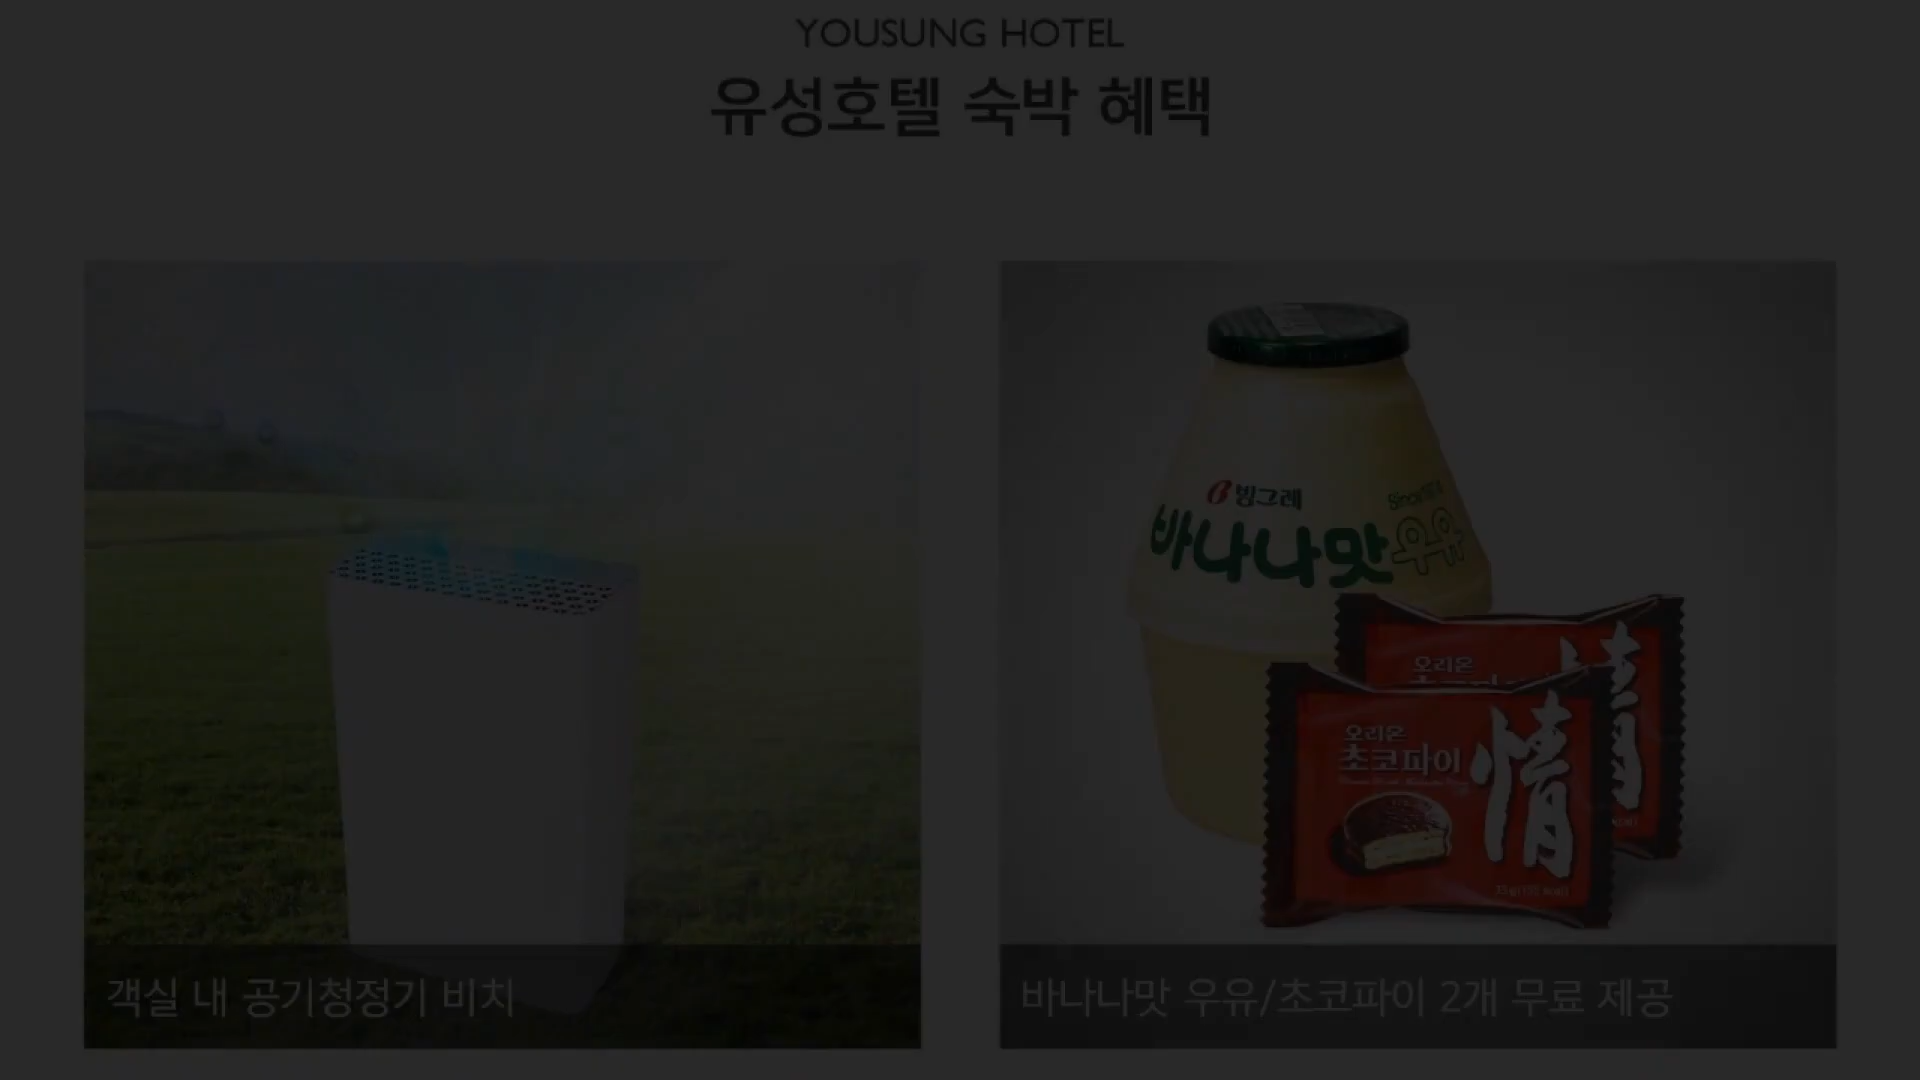 YOUSUNG HOTEL
유성호텔 숙박 혜택
빙그레
바나나맛우유
오리온
情
오리온
초코파이
情
객실 내 공기청정기 비치
바나나맛 우유/초코파이 2개 무료 제공